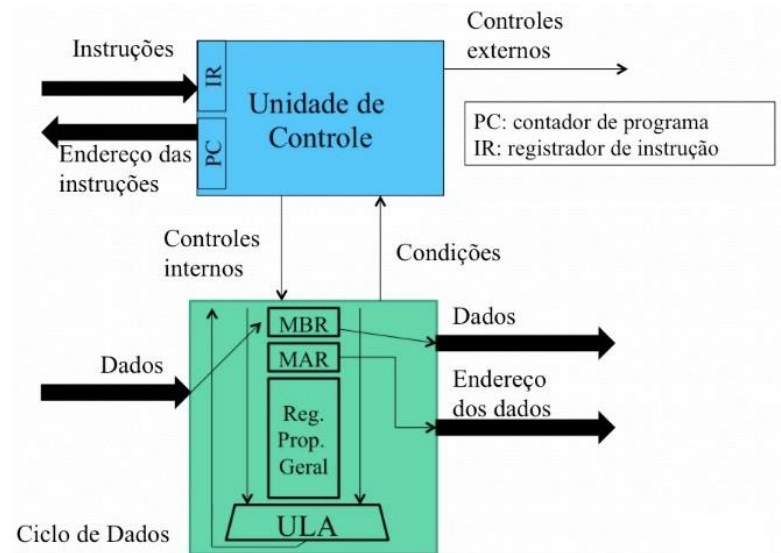 Instruções
IR
Unidade de
Controle
PC
Endereço das
instruções
Controles
externos
PC: contador de programa
IR: registrador de instrução
Controles
internos
Condições
MBR
MAR
Reg.
Prop.
Geral
ULA
Dados
Dados
Endereço
dos dados
Ciclo de Dados